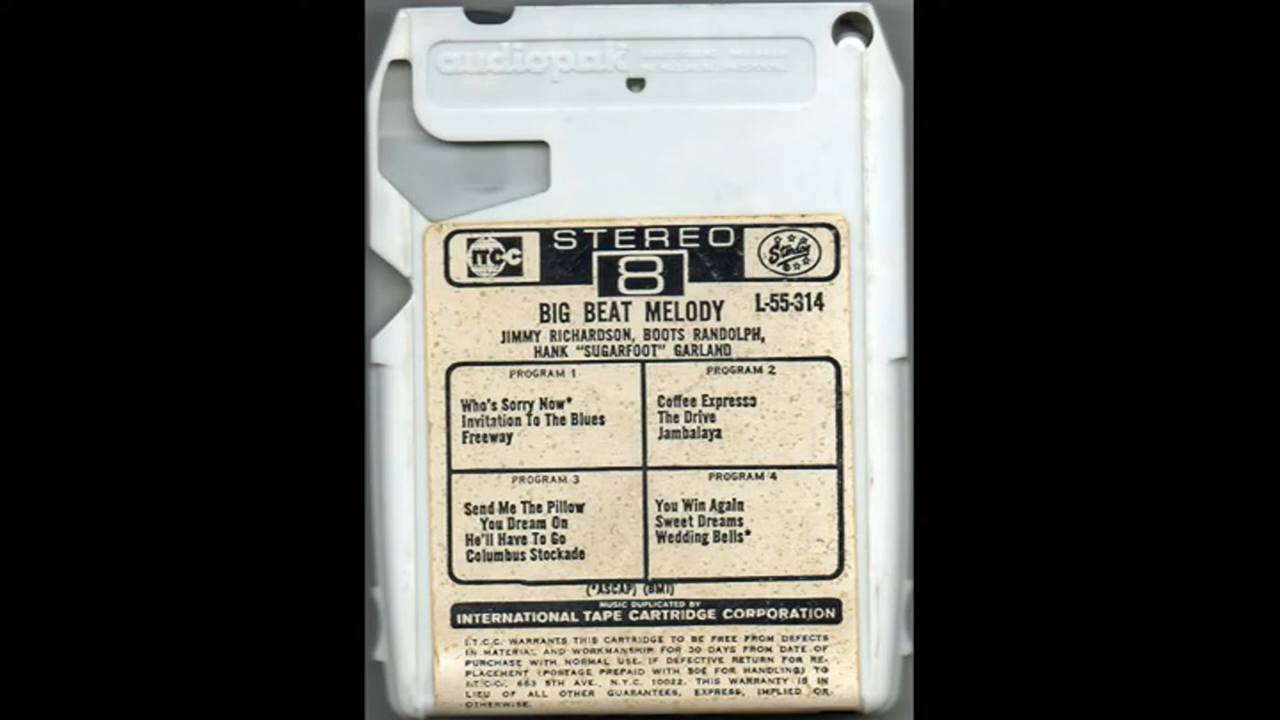 audiopak
ITCC
STEREO
8
Starday
BIG BEAT MELODY
L-55-314
JIMMY RICHARDSON, BOOTS RANDOLPH,
HANK "SUGARFOOT" GARLAND
PROGRAM 1
Who's Sorry Now*
Invitation To The Blues
Freeway
PROGRAM 2
Coffee Expresso
The Drive
Jambalaya
PROGRAM 3
Send Me The Pillow
You Dream On
He'll Have To Go
Columbus Stockade
PROGRAM 4
You Win Again
Sweet Dreams
Wedding Bells*
(*ASCAP) (BMI)
MUSIC DUPLICATED BY
INTERNATIONAL TAPE CARTRIDGE CORPORATION
I.T.C.C. WARRANTS THIS CARTRIDGE TO BE FREE FROM DEFECTS
IN MATERIAL AND WORKMANSHIP FOR 30 DAYS FROM DATE OF
PURCHASE WITH NORMAL USE. IF DEFECTIVE RETURN FOR RE-
PLACEMENT (POSTAGE PREPAID WITH 50¢ FOR HANDLING) TO
I.T.C.C., 663 5TH AVE., N.Y.C. 10022. THIS WARRANTY IS IN
LIEU OF ALL OTHER GUARANTEES, EXPRESS, IMPLIED OR
OTHERWISE.